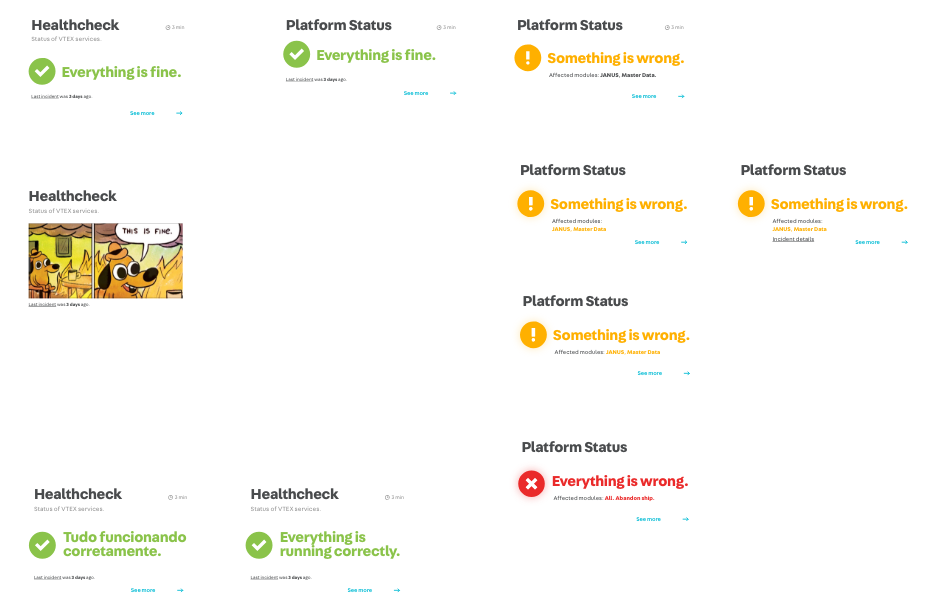 Healthcheck
3 min
Status of VTEX services.
Everything is fine.
Last incident was 3 days ago.
See more →
Platform Status
3 min
Everything is fine.
Last incident was 3 days ago.
See more →
Platform Status
3 min
Something is wrong.
Affected modules: JANUS, Master Data.
See more →
Healthcheck
Status of VTEX services.
THIS IS FINE.
Last incident was 3 days ago.
Platform Status
Something is wrong.
Affected modules:
JANUS, Master Data
See more →
Platform Status
Something is wrong.
Affected modules:
JANUS, Master Data
Incident details
See more →
Platform Status
Something is wrong.
Affected modules: JANUS, Master Data
See more →
Platform Status
Everything is wrong.
Affected modules: All. Abandon ship.
See more →
Healthcheck
3 min
Status of VTEX services.
Tudo funcionando
corretamente.
Last incident was 3 days ago.
See more →
Healthcheck
3 min
Status of VTEX services.
Everything is
running correctly.
Last incident was 3 days ago.
See more →